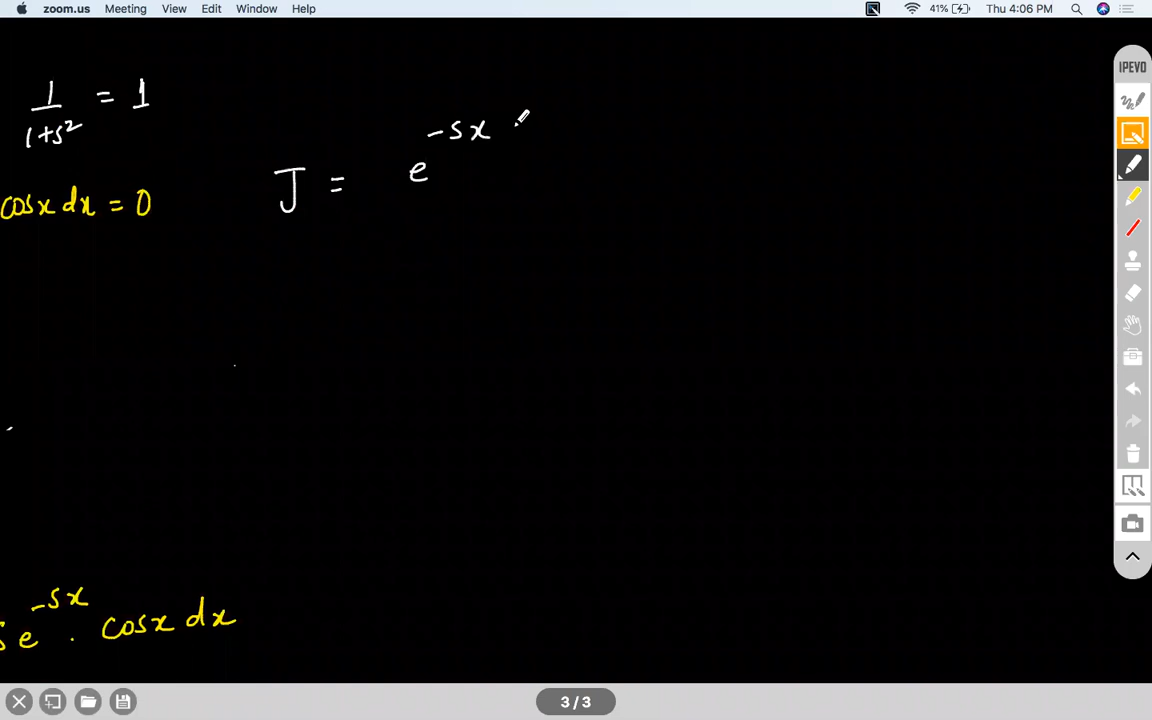 zoom.us Meeting View Edit Window Help 41% Thu 4:06 PM
IPEVO
1/(1+s²) = 1
J = e^{-sx}
cosx dx = 0
e^{-sx} . cosx dx
3 / 3